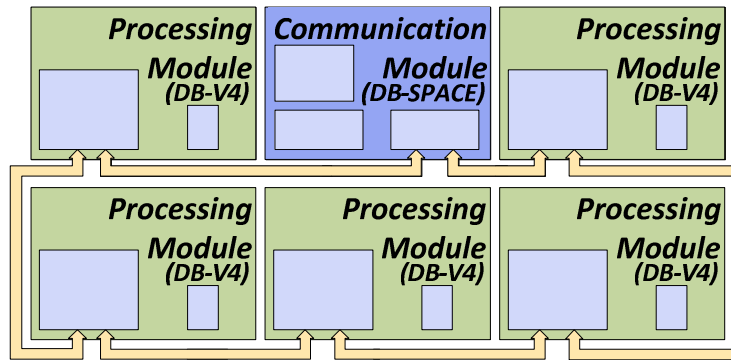 Processing
Module
(DB-V4)
Communication
Module
(DB-SPACE)
Processing
Module
(DB-V4)
Processing
Module
(DB-V4)
Processing
Module
(DB-V4)
Processing
Module
(DB-V4)